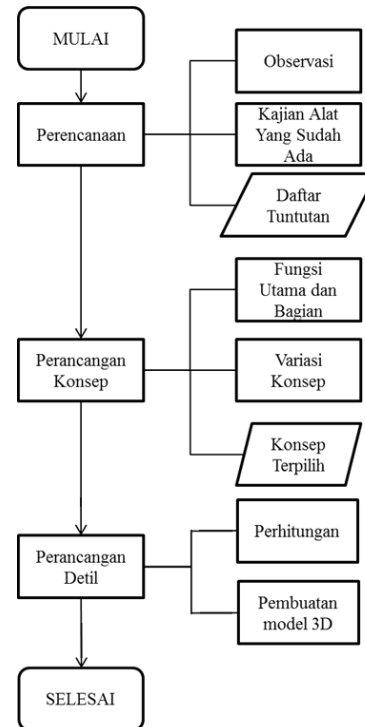 MULAI
Perencanaan
Observasi
Kajian Alat
Yang Sudah
Ada
Daftar
Tuntutan
Perancangan
Konsep
Fungsi
Utama dan
Bagian
Variasi
Konsep
Konsep
Terpilih
Perancangan
Detil
Perhitungan
Pembuatan
model 3D
SELESAI